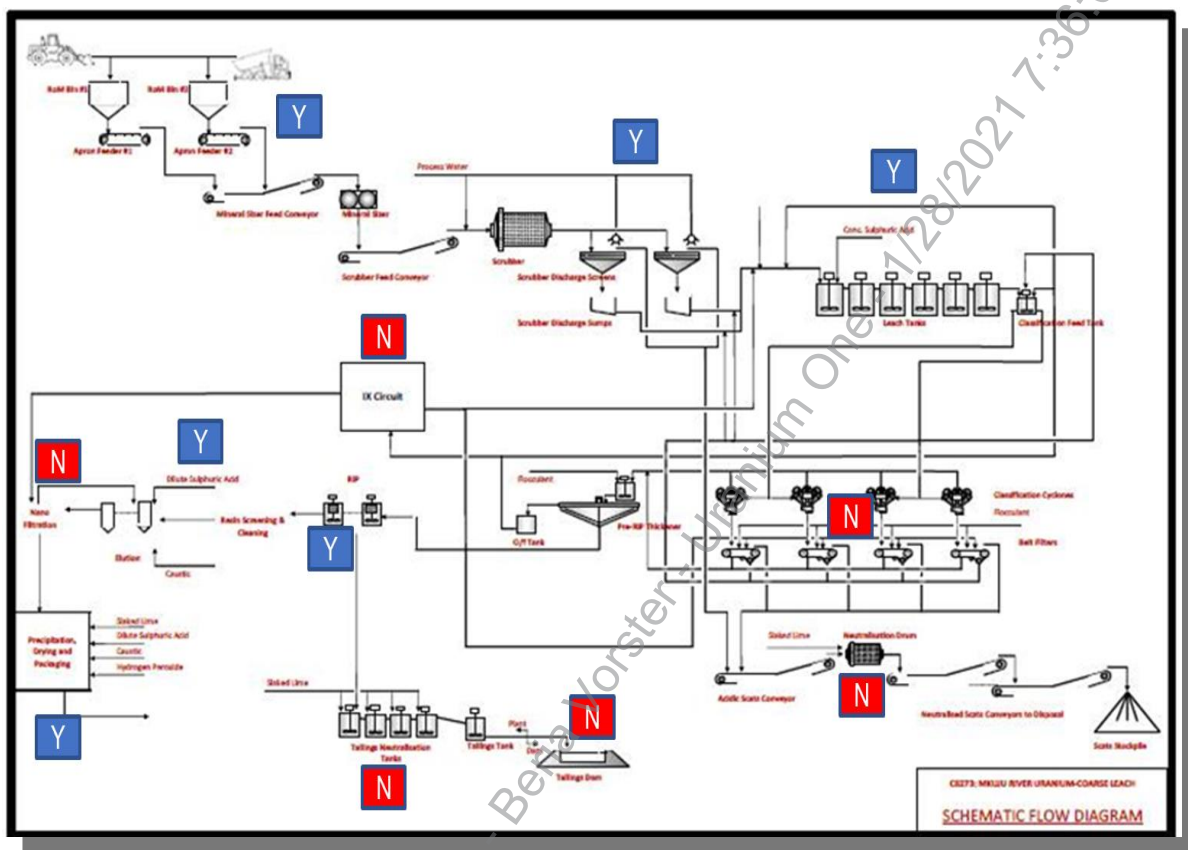 RoM Bin #1
RoM Bin #2
Y
Apron Feeder #1
Apron Feeder #2
Mineral Sizer Feed Conveyor
Mineral Sizer
Scrubber Feed Conveyor
Process Water
Y
Scrubber
Scrubber Discharge Screens
Scrubber Discharge Sumps
Y
Conc. Sulphuric Acid
Leach Tanks
Classification Feed Tank
N
IX Circuit
N
Y
Dilute Sulphuric Acid
Nano
Filtration
Elution
Caustic
Resin Screening &
Cleaning
RIP
Y
Flocculent
O/f Tank
Pre-RIP Thickener
N
Classification Cyclones
Flocculent
Belt Filters
Precipitation,
Drying and
Packaging
Slaked Lime
Dilute Sulphuric Acid
Caustic
Hydrogen Peroxide
Y
Slaked Lime
Tailings Neutralisation
Tanks
N
Tailings Tank
Plant
Dam
N
Tailings Dam
Slaked Lime
Neutralisation Drum
N
Acidic Scats Conveyor
Neutralised Scats Conveyors to Disposal
Scats Stockpile
C6273: MKUJU RIVER URANIUM-COARSE LEACH
SCHEMATIC FLOW DIAGRAM
Beria Vorster - Uranium One - 1/28/2021 7:36: